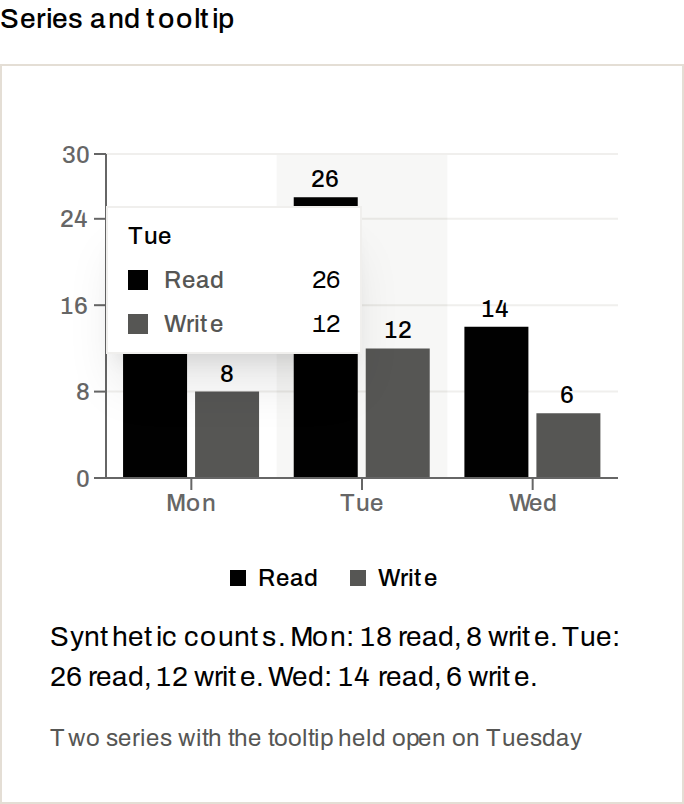 Series and tooltip
30
26
24
Tue
Read 26
Write 12
16
14
12
8
8
6
0
Mon Tue Wed
Read Write
Synthetic counts. Mon: 18 read, 8 write. Tue:
26 read, 12 write. Wed: 14 read, 6 write.
Two series with the tooltip held open on Tuesday